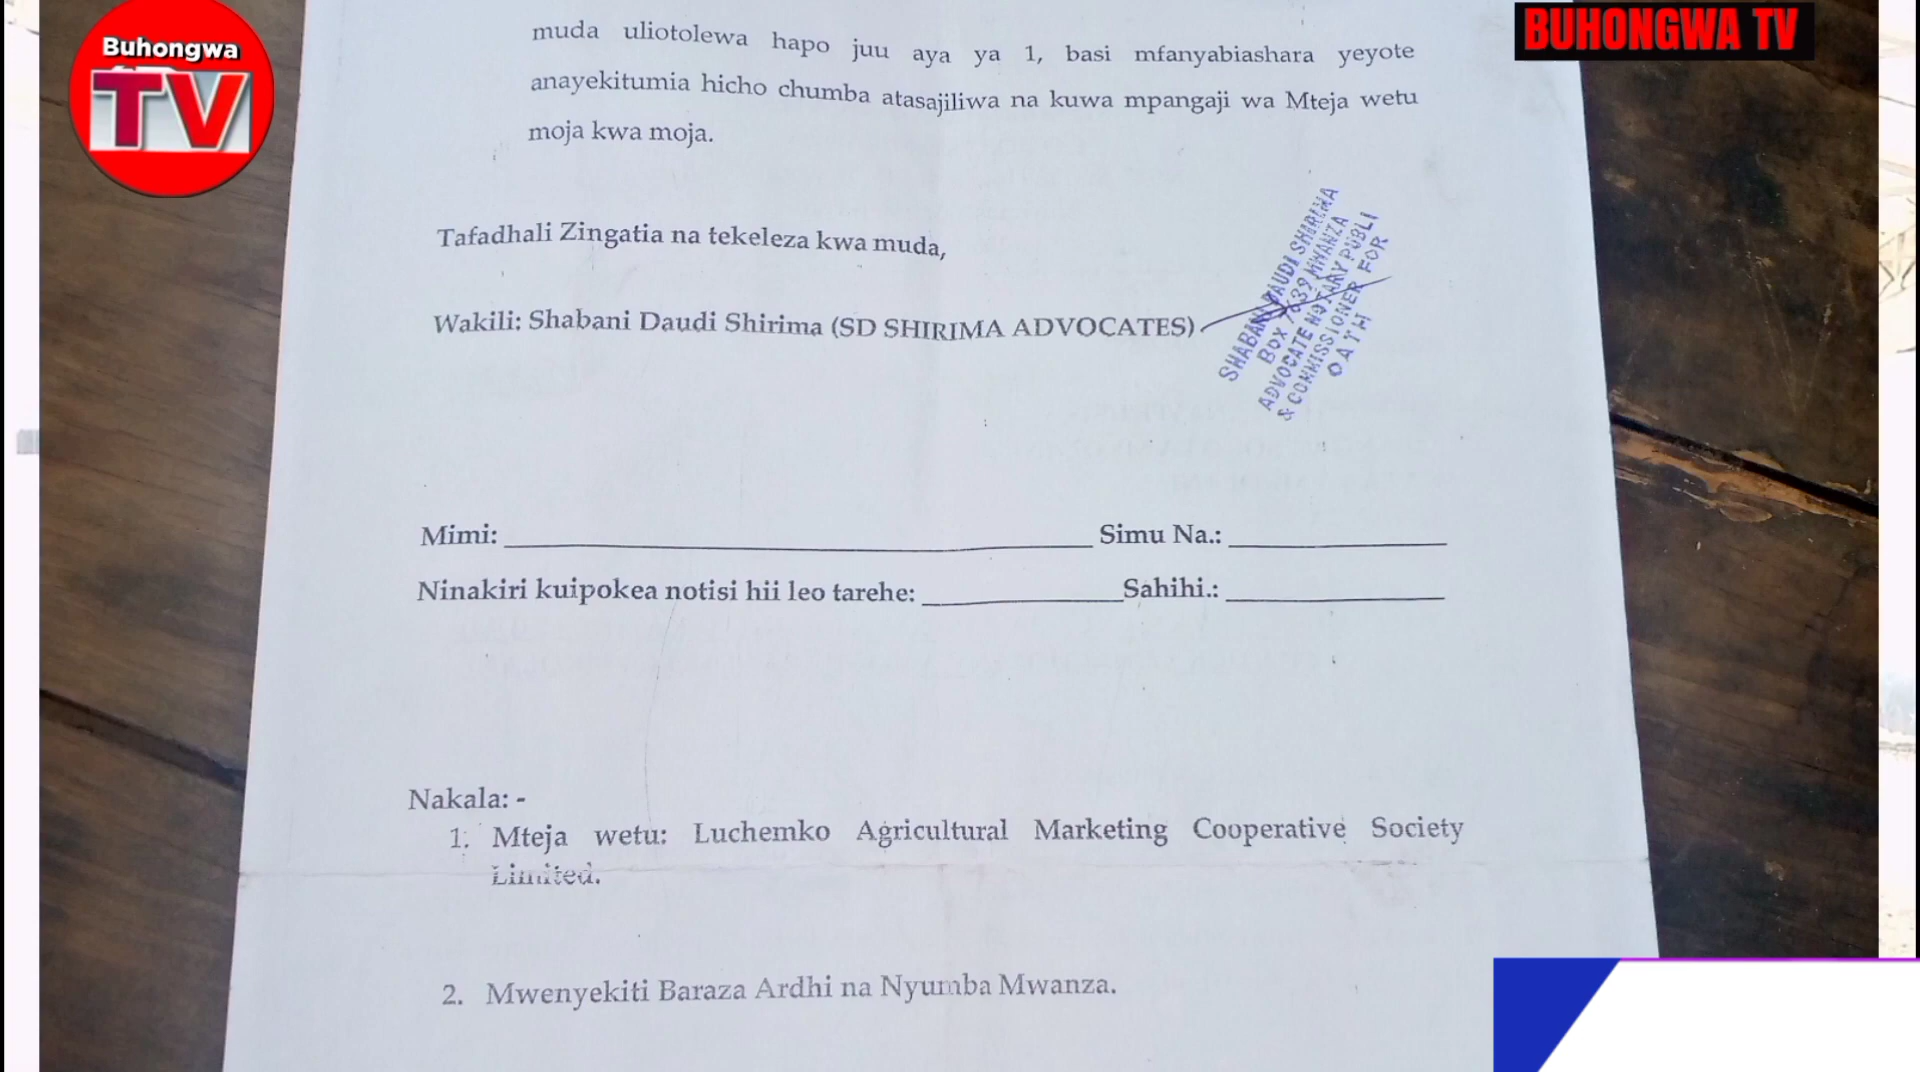 Buhongwa
TV
BUHONGWA TV
muda uliotolewa hapo juu aya ya 1, basi mfanyabiashara yeyote
anayekitumia hicho chumba atasajiliwa na kuwa mpangaji wa Mteja wetu
moja kwa moja.
Tafadhali Zingatia na tekeleza kwa muda,
Wakili: Shabani Daudi Shirima (SD SHIRIMA ADVOCATES)
SHABANI DAUDI SHIRIMA
BOX 7639, MWANZA
ADVOCATE NOTARY PUBLI
& COMMISSIONER FOR
OATH
Mimi: Simu Na.:
Ninakiri kuipokea notisi hii leo tarehe: Sahihi.:
Nakala: -
1. Mteja wetu: Luchemko Agricultural Marketing Cooperative Society
Limited.
2. Mwenyekiti Baraza Ardhi na Nyumba Mwanza.